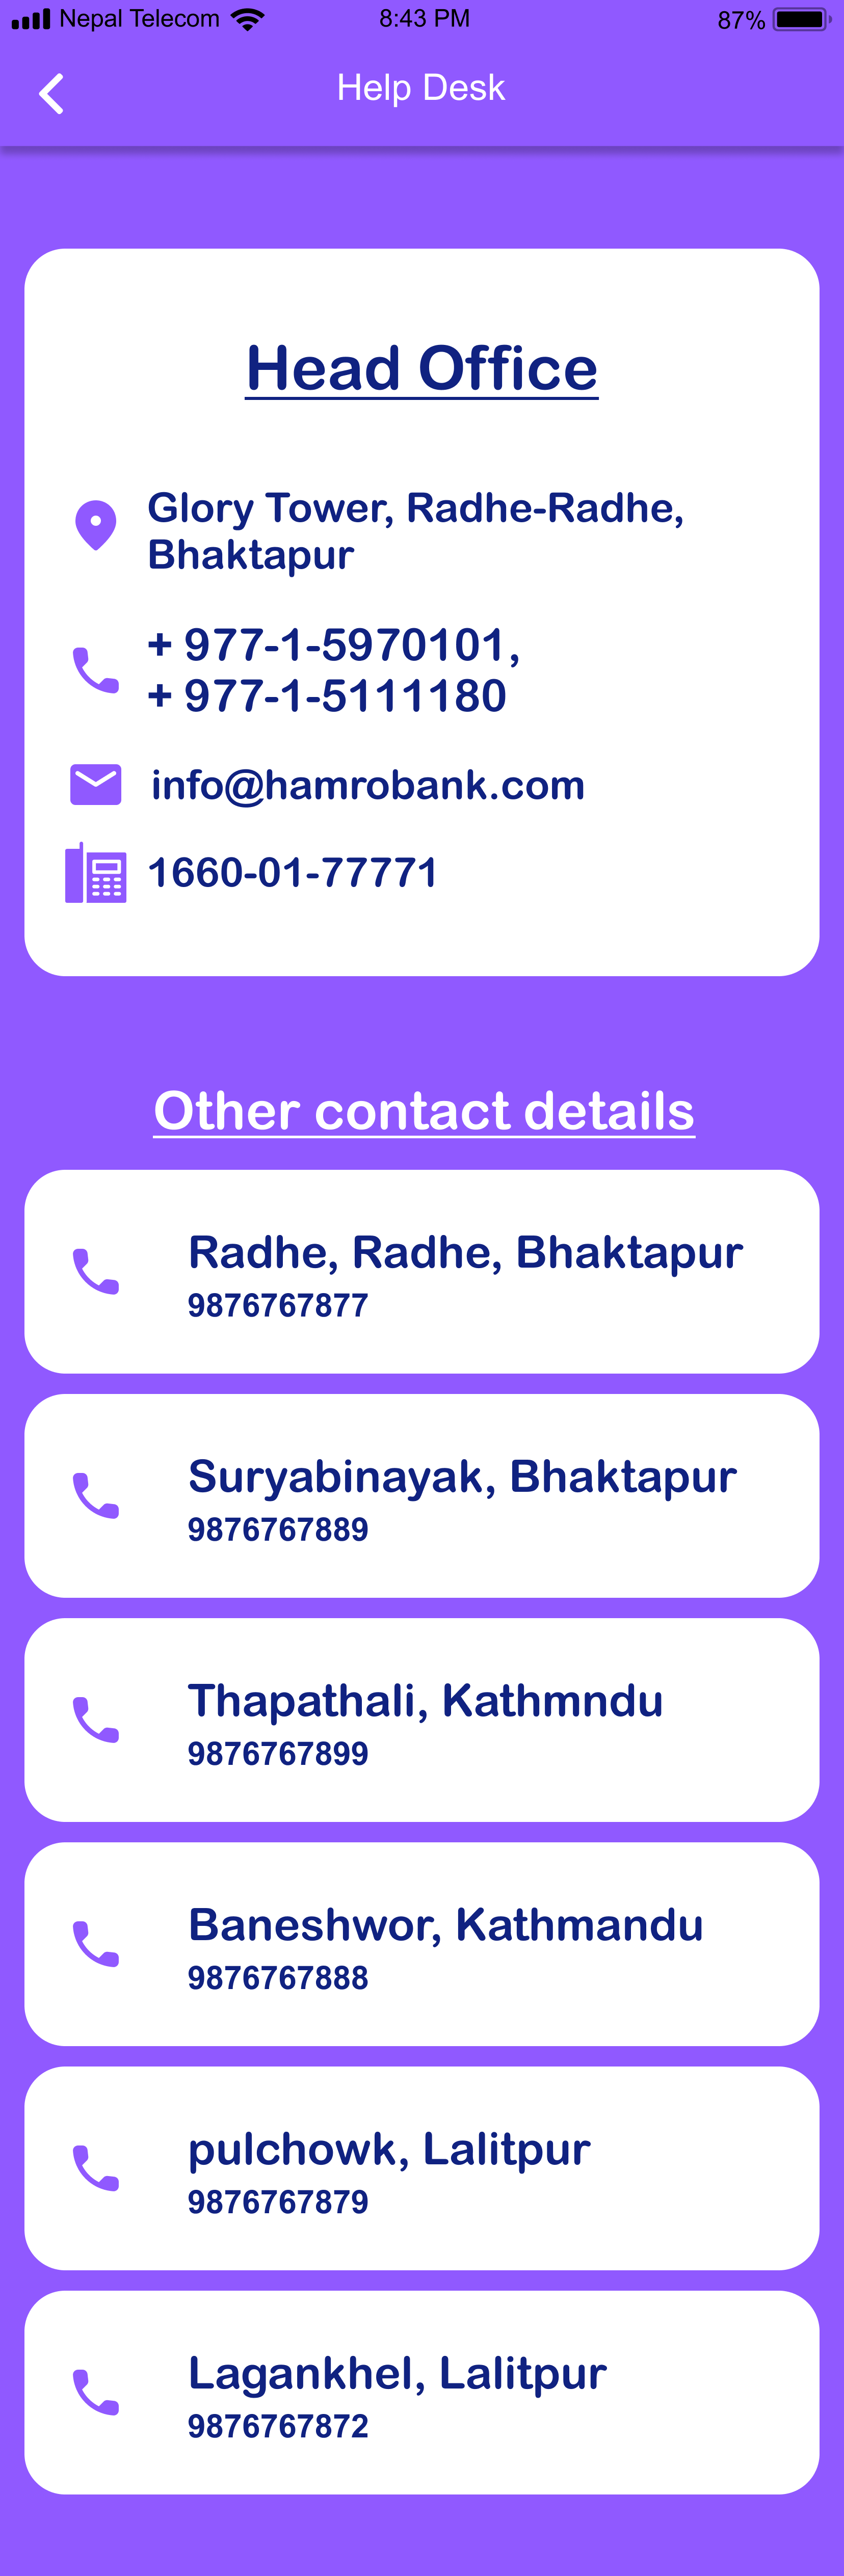 Nepal Telecom 8:43 PM 87%
Help Desk
Head Office
Glory Tower, Radhe-Radhe,
Bhaktapur
+ 977-1-5970101,
+ 977-1-5111180
info@hamrobank.com
1660-01-77771
Other contact details
Radhe, Radhe, Bhaktapur
9876767877
Suryabinayak, Bhaktapur
9876767889
Thapathali, Kathmndu
9876767899
Baneshwor, Kathmandu
9876767888
pulchowk, Lalitpur
9876767879
Lagankhel, Lalitpur
9876767872